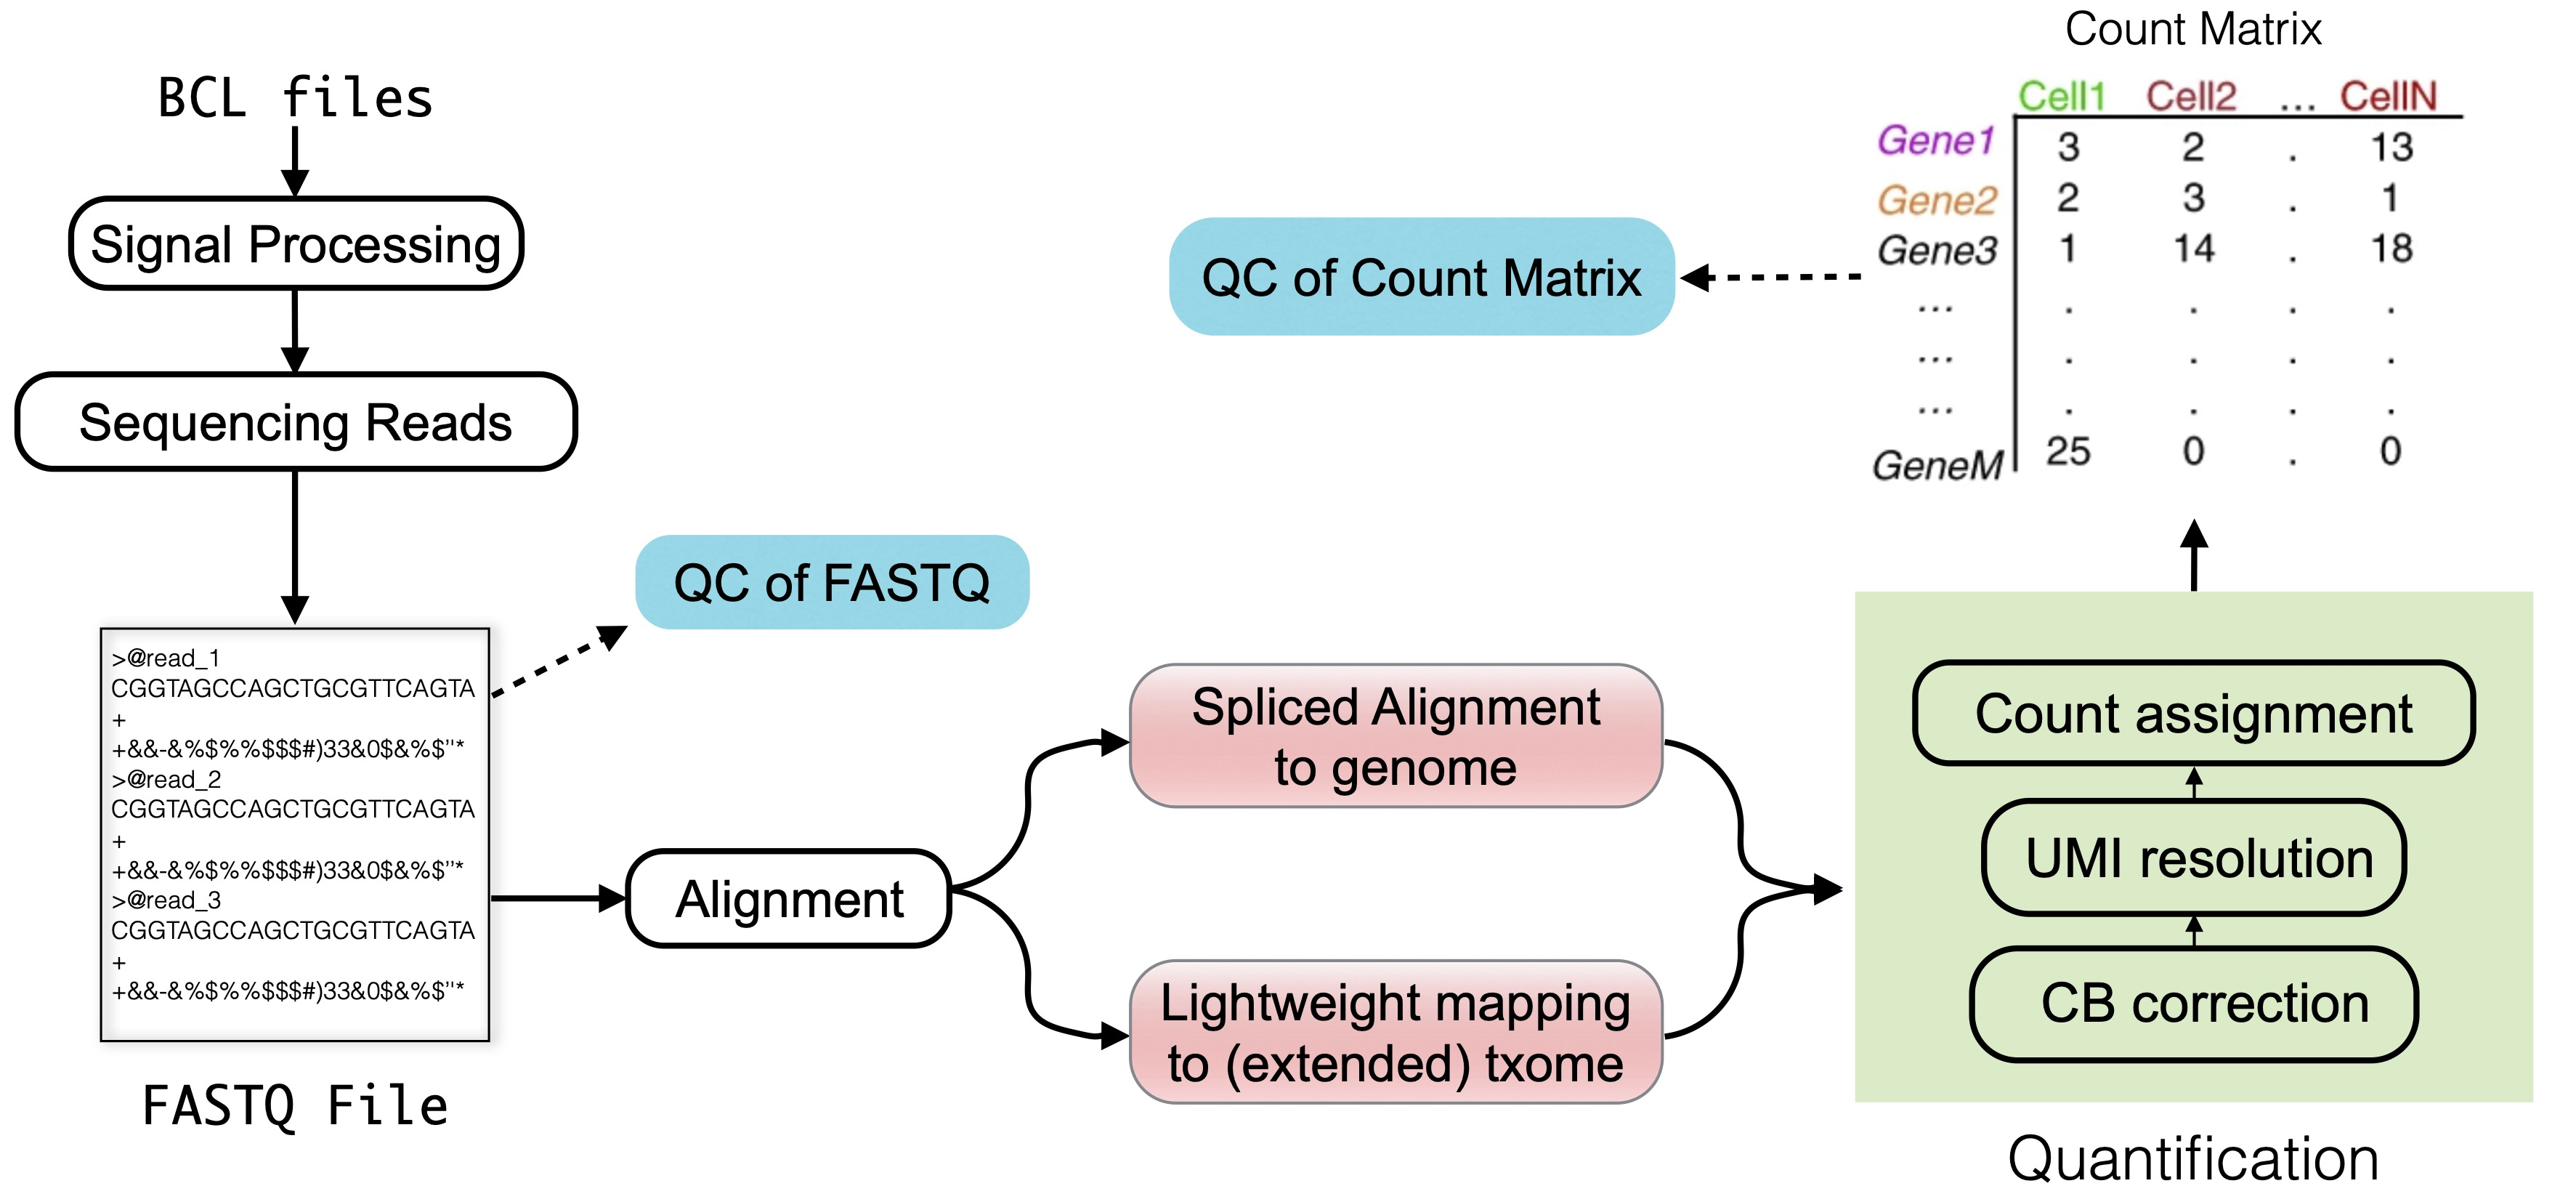 BCL files
Signal Processing
Sequencing Reads
>@read_1
CGGTAGCCAGCTGCGTTCAGTA
+
+&&-&%$%%$$$#)33&0$&%$''*
>@read_2
CGGTAGCCAGCTGCGTTCAGTA
+
+&&-&%$%%$$$#)33&0$&%$''*
>@read_3
CGGTAGCCAGCTGCGTTCAGTA
+
+&&-&%$%%$$$#)33&0$&%$''*
FASTQ File
QC of FASTQ
Alignment
Spliced Alignment
to genome
Lightweight mapping
to (extended) txome
Count assignment
UMI resolution
CB correction
Quantification
QC of Count Matrix
Count Matrix
Cell1 Cell2 ... CellN
Gene1 3 2 . 13
Gene2 2 3 . 1
Gene3 1 14 . 18
... . . . .
... . . . .
... . . . .
GeneM 25 0 . 0